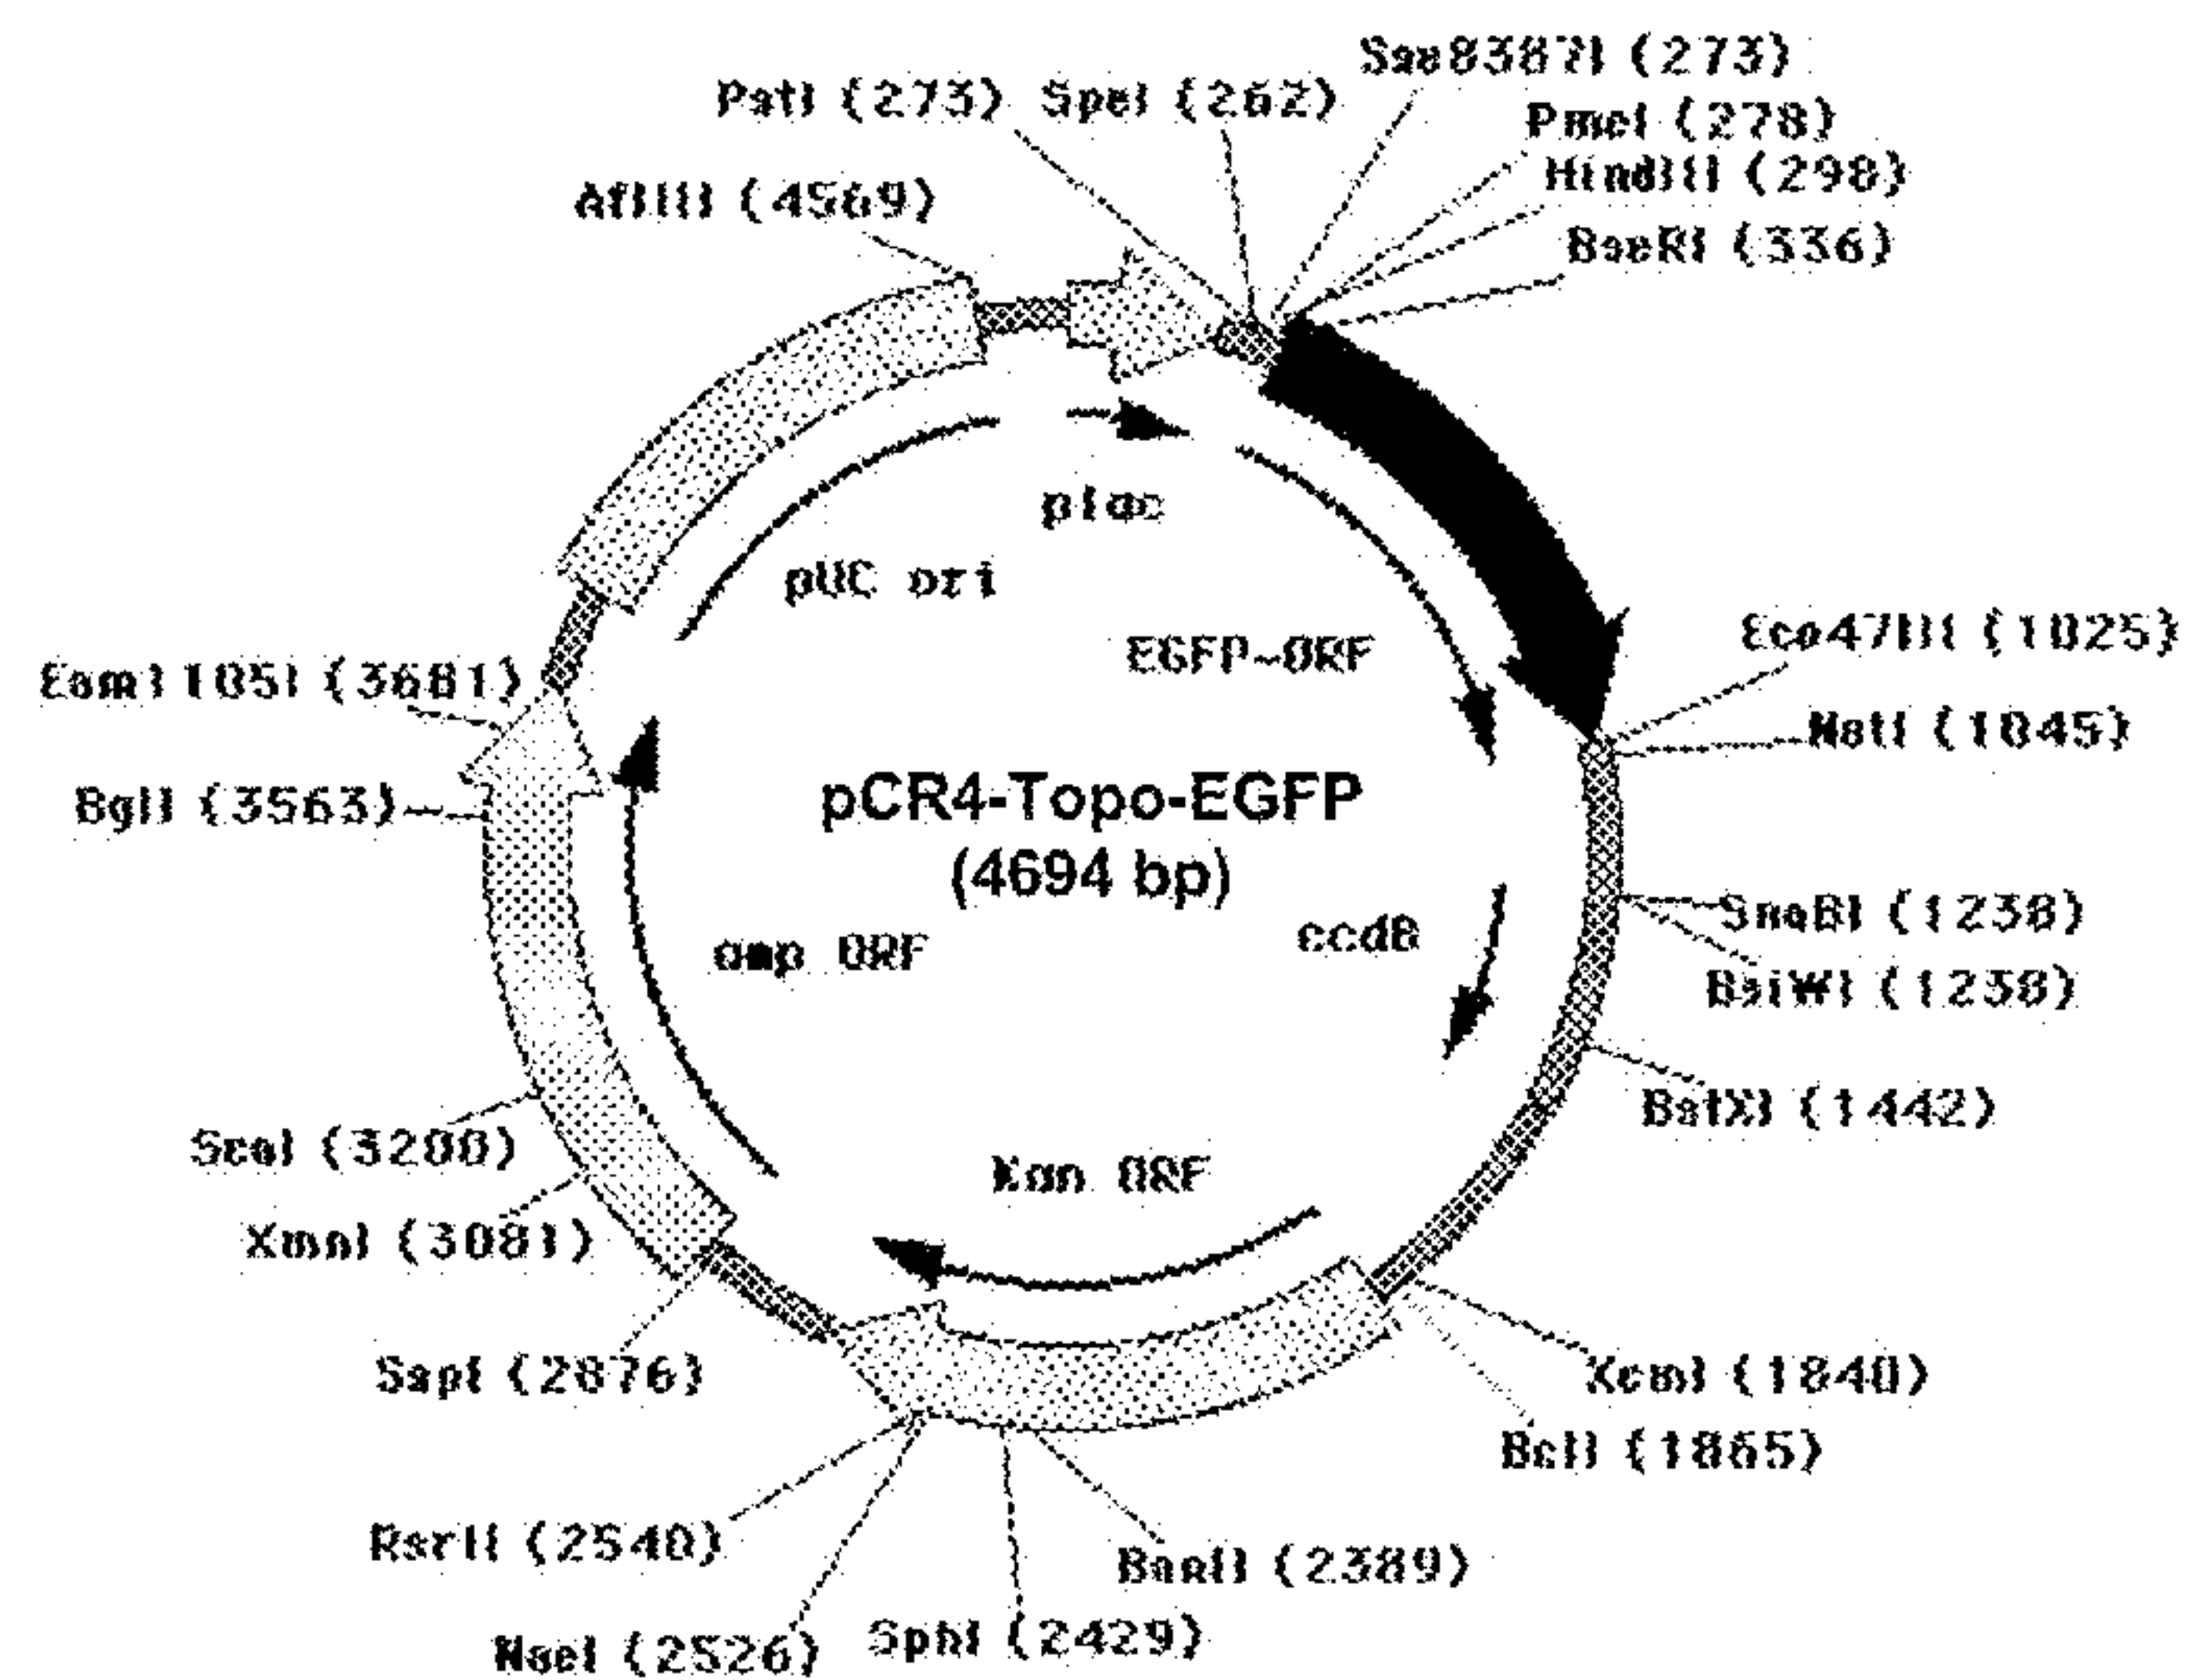 Sse8387I (273)
PstI (273) SpeI (262)
PmeI (278)
HindIII (298)
AflIII (4569)
BseRI (336)
plac
pUC ori
EGFP-ORF
Eco47III (1025)
Eam1105I (3681)
NotI (1045)
pCR4-Topo-EGFP
BglI (3563)
(4694 bp)
SnaBI (1238)
amp ORF
ccdB
BsiWI (1238)
BstXI (1442)
ScaI (3200)
Kan ORF
XmnI (3081)
SapI (2876)
XcmI (1840)
BclI (1865)
RsrII (2540)
BanII (2389)
SphI (2429)
(2526)